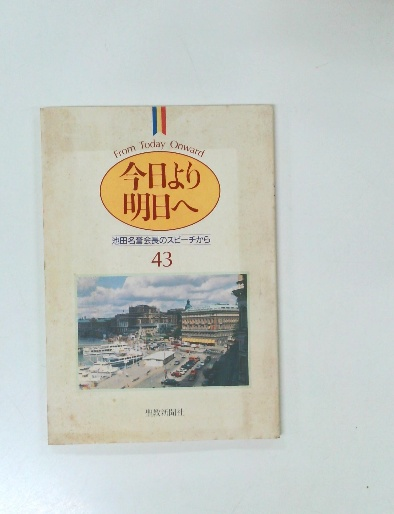 From Today Onward
今日より
明日へ
池田名誉会長のスピーチから
43
聖教新聞社